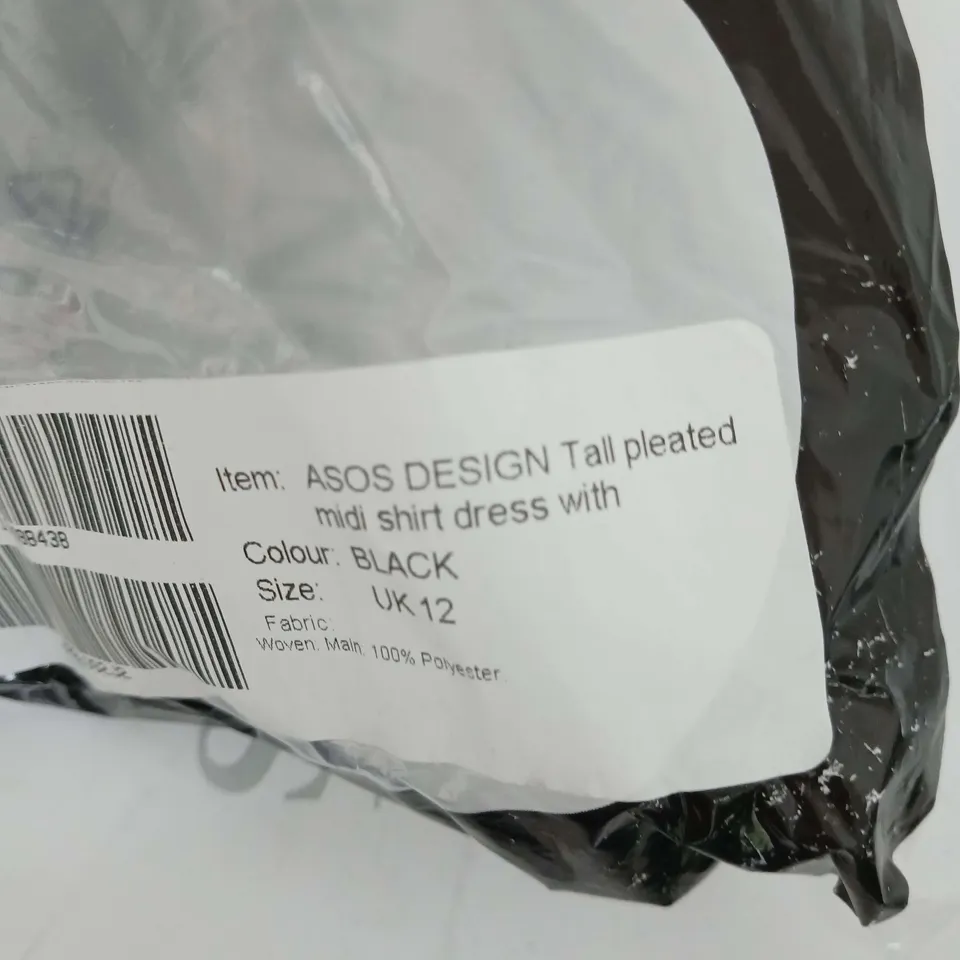 Item: ASOS DESIGN Tall pleated
midi shirt dress with
Colour: BLACK
Size: UK 12
Fabric:
Woven: Main: 100% Polyester.
88438